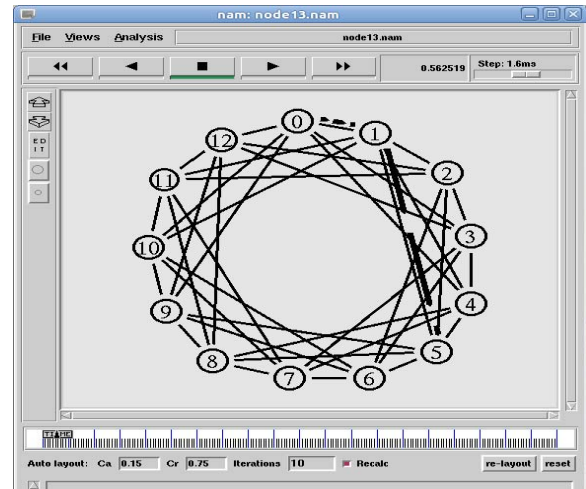 nam: node13.nam
File Views Analysis node13.nam
0.562519 Step: 1.6ms
E D
I T
0
1
2
3
4
5
6
7
8
9
10
11
12
TIME
Auto layout: Ca 0.15 Cr 0.75 Iterations 10 Recalc re-layout reset